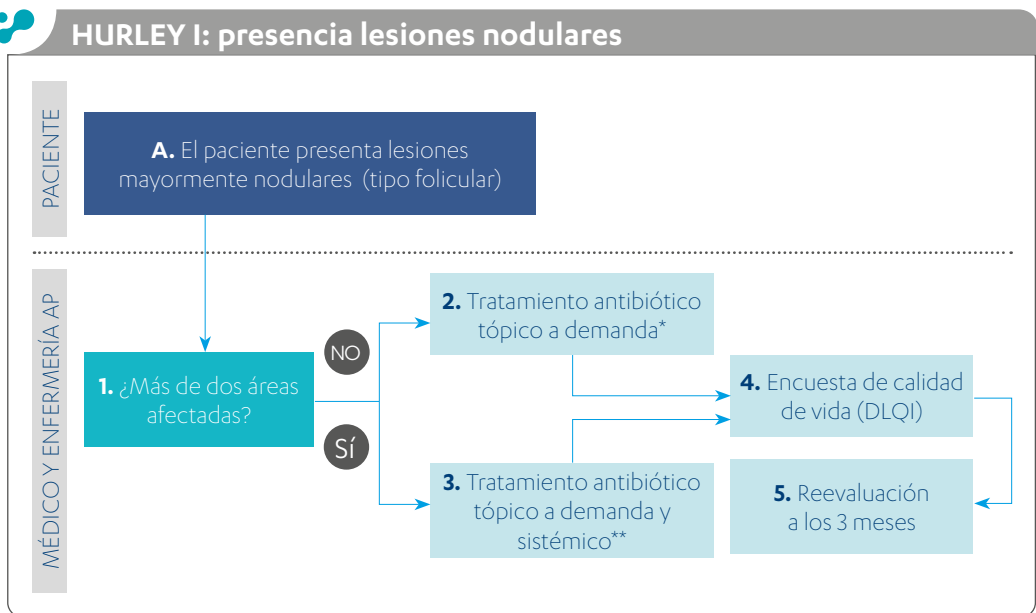 HURLEY I: presencia lesiones nodulares
PACIENTE
A. El paciente presenta lesiones
mayormente nodulares (tipo folicular)
MÉDICO Y ENFERMERÍA AP
1. ¿Más de dos áreas
afectadas?
NO
Sí
2. Tratamiento antibiótico
tópico a demanda*
3. Tratamiento antibiótico
tópico a demanda y
sistémico**
4. Encuesta de calidad
de vida (DLQI)
5. Reevaluación
a los 3 meses